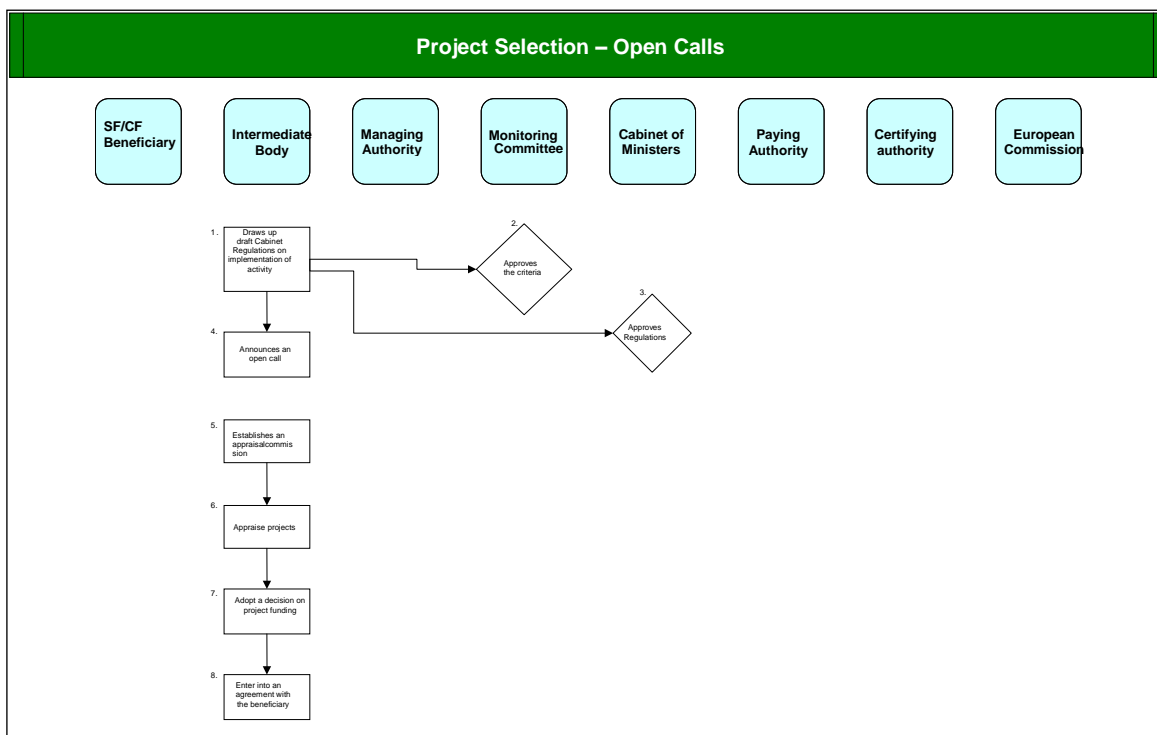 Project Selection – Open Calls
SF/CF
Beneficiary
Intermediate
Body
Managing
Authority
Monitoring
Committee
Cabinet of
Ministers
Paying
Authority
Certifying
authority
European
Commission
1.
Draws up
draft Cabinet
Regulations on
implementation of
activity
2.
Approves
the criteria
3.
Approves
Regulations
4.
Announces an
open call
5.
Establishes an
appraisalcommis
sion
6.
Appraise projects
7.
Adopt a decision on
project funding
8.
Enter into an
agreement with
the beneficiary